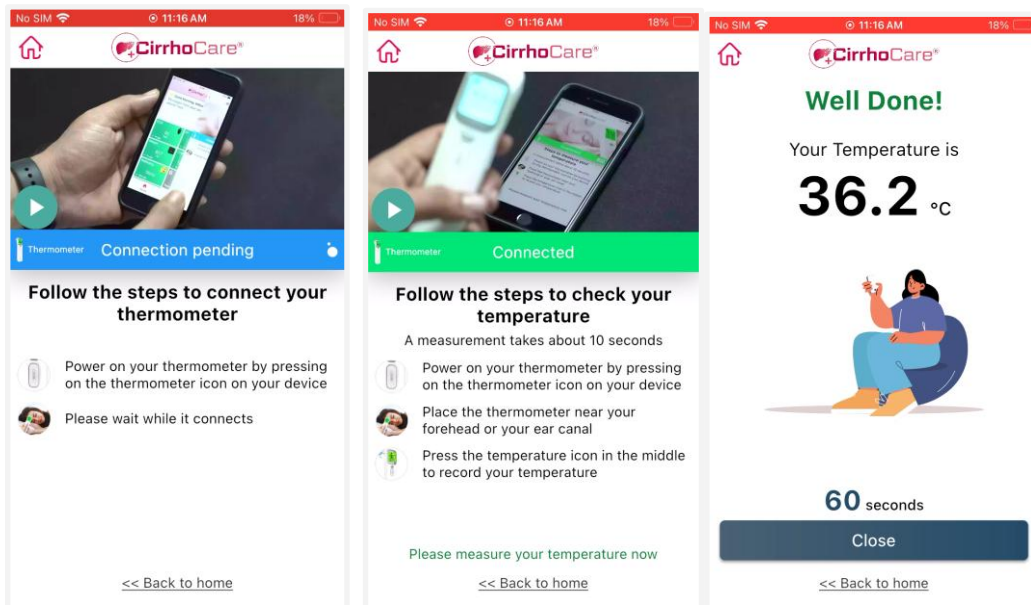 No SIM 11:16 AM 18%
CirrhoCare®
Thermometer Connection pending
Follow the steps to connect your
thermometer
Power on your thermometer by pressing
on the thermometer icon on your device
Please wait while it connects
<< Back to home
No SIM 11:16 AM 18%
CirrhoCare®
Thermometer Connected
Follow the steps to check your
temperature
A measurement takes about 10 seconds
Power on your thermometer by pressing
on the thermometer icon on your device
Place the thermometer near your
forehead or your ear canal
Press the temperature icon in the middle
to record your temperature
Please measure your temperature now
<< Back to home
No SIM 11:16 AM 18%
CirrhoCare®
Well Done!
Your Temperature is
36.2 °C
60 seconds
Close
<< Back to home